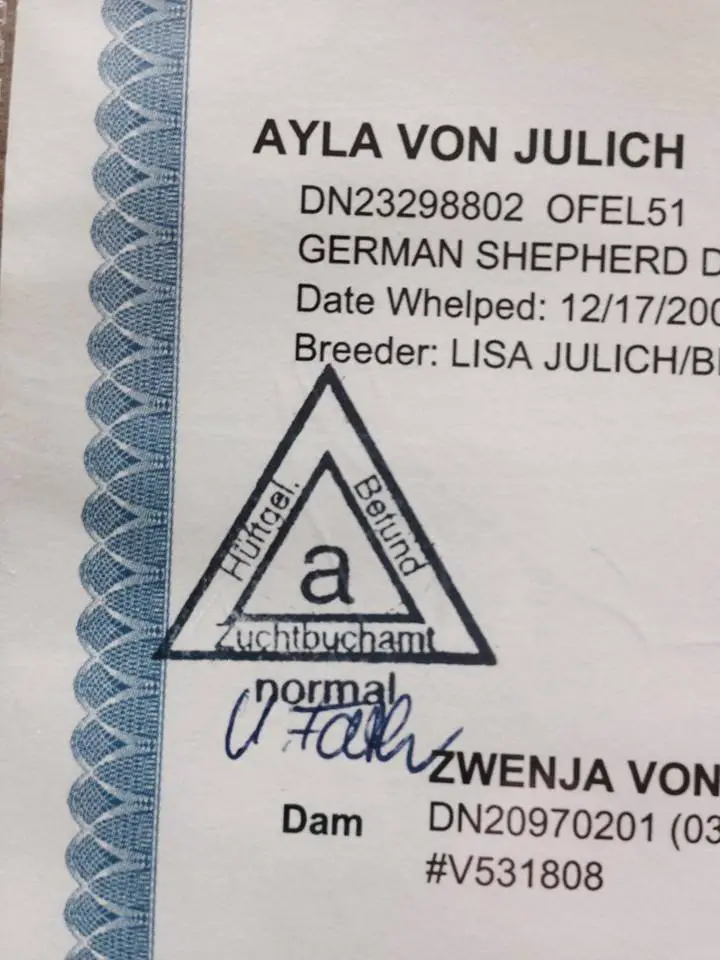 AYLA VON JULICH
DN23298802 OFEL51
GERMAN SHEPHERD D
Date Whelped: 12/17/200
Breeder: LISA JULICH/B
Hüftgel. Befund
a
Zuchtbuchamt
normal
ZWENJA VON
Dam DN20970201 (03
#V531808